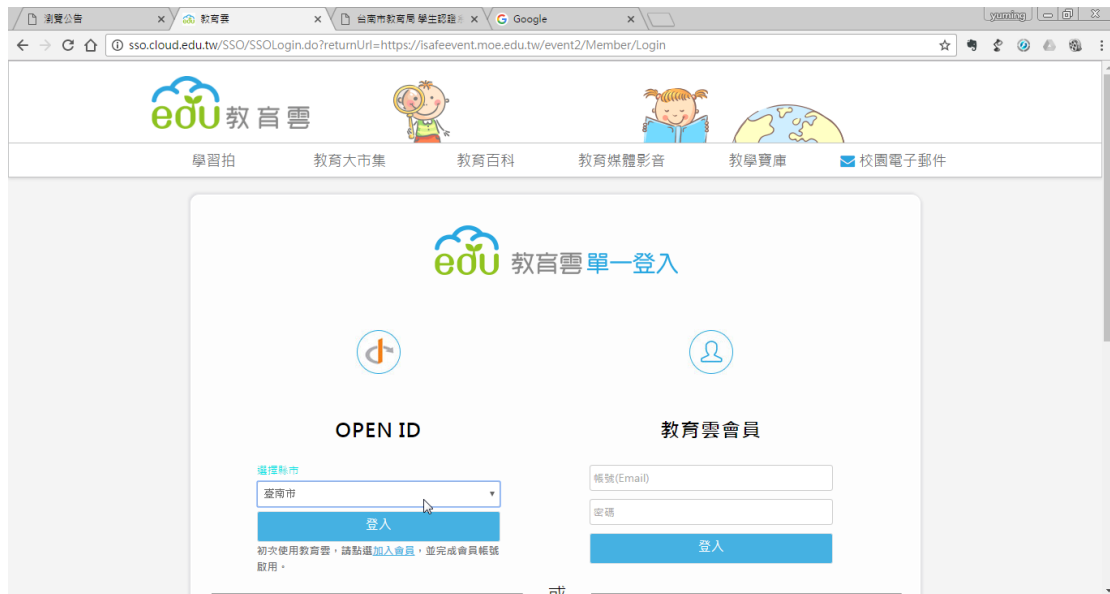 瀏覽公告
教育雲
台南市教育局 學生認證
Google
yuming
sso.cloud.edu.tw/SSO/SSOLogin.do?returnUrl=https://isafeevent.moe.edu.tw/event2/Member/Login
edu 教育雲
學習拍 教育大市集 教育百科 教育媒體影音 教學寶庫 校園電子郵件
edu 教育雲單一登入
OPEN ID
選擇縣市
臺南市
登入
初次使用教育雲，請點選加入會員，並完成會員帳號
啟用。
教育雲會員
帳號(Email)
密碼
登入
或